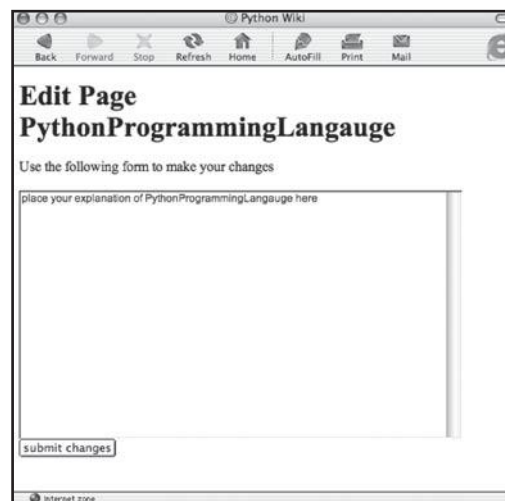 Python Wiki
Back Forward Stop Refresh Home AutoFill Print Mail
Edit Page
PythonProgrammingLangauge
Use the following form to make your changes
place your explanation of PythonProgrammingLangauge here
submit changes
Internet zone